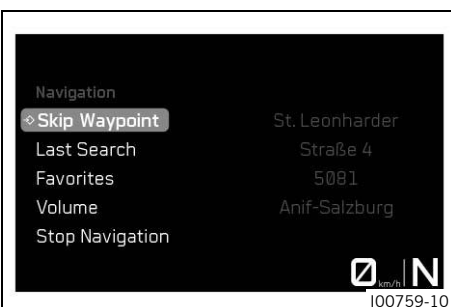 Navigation
Skip Waypoint
St. Leonharder
Last Search
Straße 4
Favorites
5081
Volume
Anif-Salzburg
Stop Navigation
0 km/h N
I00759-10